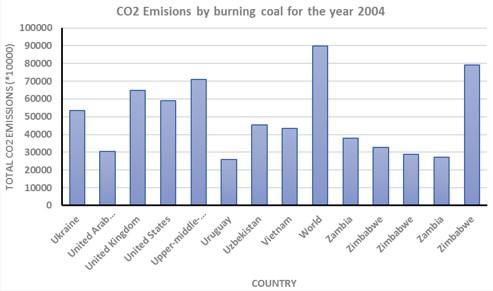 CO2 Emisions by burning coal for the year 2004
TOTAL CO2 EMISSIONS (*10000)
100000
90000
80000
70000
60000
50000
40000
30000
20000
10000
0
Ukraine
United Arab...
United Kingdom
United States
Upper-middle-...
Uruguay
Uzbekistan
Vietnam
World
Zambia
Zimbabwe
Zimbabwe
Zambia
Zimbabwe
COUNTRY